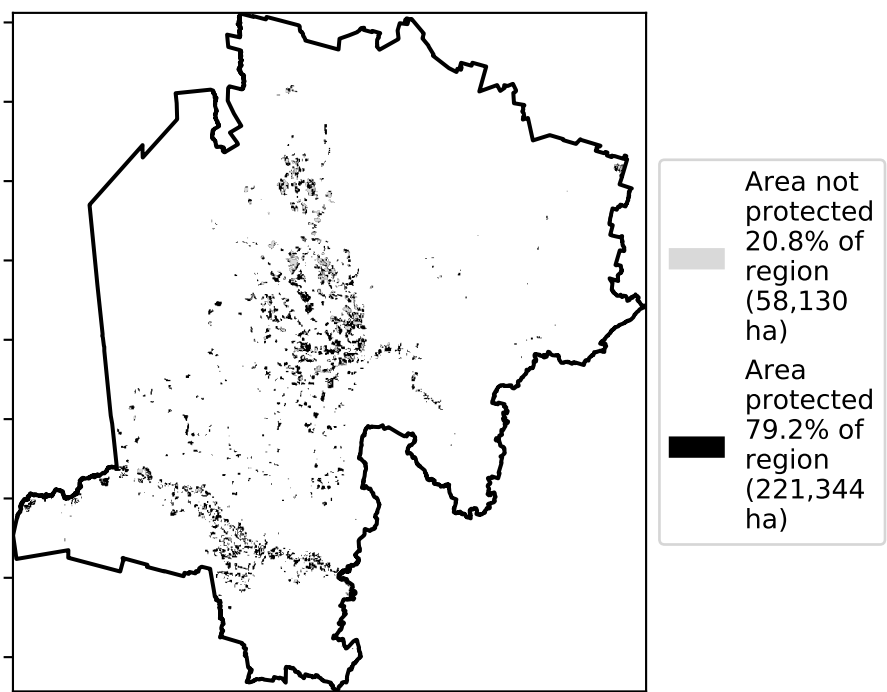 Area not
protected
20.8% of
region
(58,130
ha)
Area
protected
79.2% of
region
(221,344
ha)